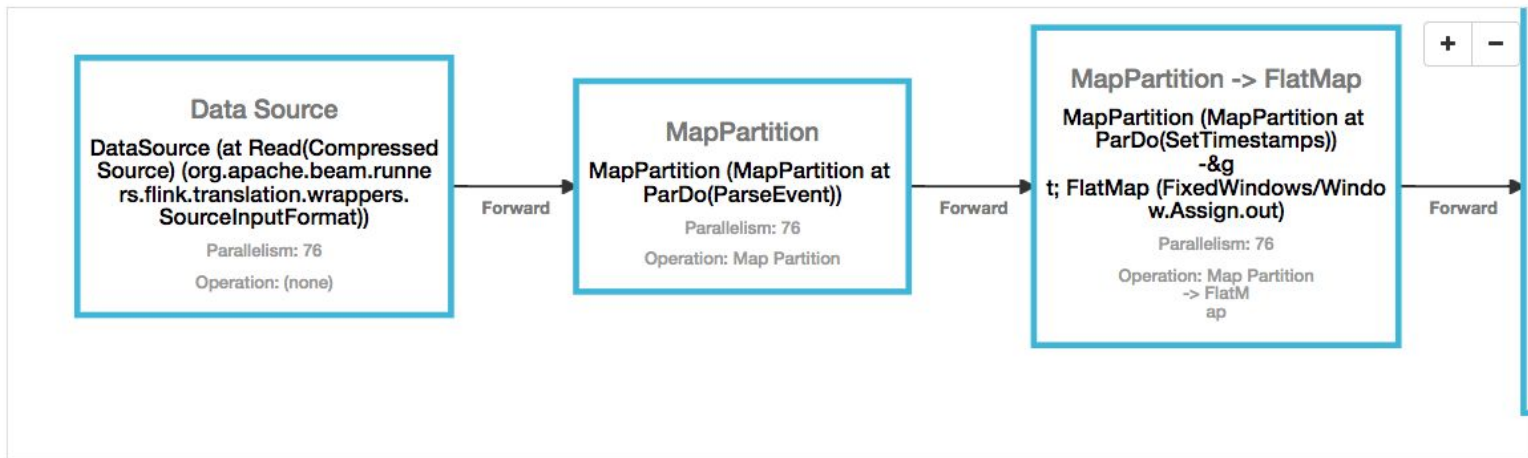 Data Source
DataSource (at Read(Compressed
Source) (org.apache.beam.runne
rs.flink.translation.wrappers.
SourceInputFormat))
Parallelism: 76
Operation: (none)
Forward
MapPartition
MapPartition (MapPartition at
ParDo(ParseEvent))
Parallelism: 76
Operation: Map Partition
Forward
MapPartition -> FlatMap
MapPartition (MapPartition at
ParDo(SetTimestamps))
-&g
t; FlatMap (FixedWindows/Windo
w.Assign.out)
Parallelism: 76
Operation: Map Partition
-> FlatM
ap
Forward
+ −